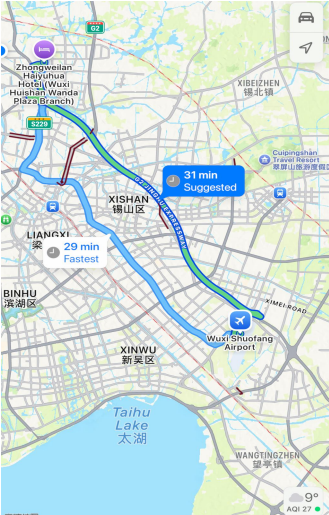 G2
Zhongweilan
Haiyuhua
Hotel (Wuxi
Huishan Wanda
Plaza Branch)
XIBEIZHEN
锡北镇
S229
Cuipingshan
Travel Resort
翠屏山旅游度假区
31 min
Suggested
XISHAN
锡山区
LIANGXI
梁
29 min
Fastest
BINHU
滨湖区
XIMEI ROAD
Wuxi Shuofang
Airport
XINWU
新吴区
Taihu
Lake
太湖
WANGTINGZHEN
望亭镇
9°
AQI 27